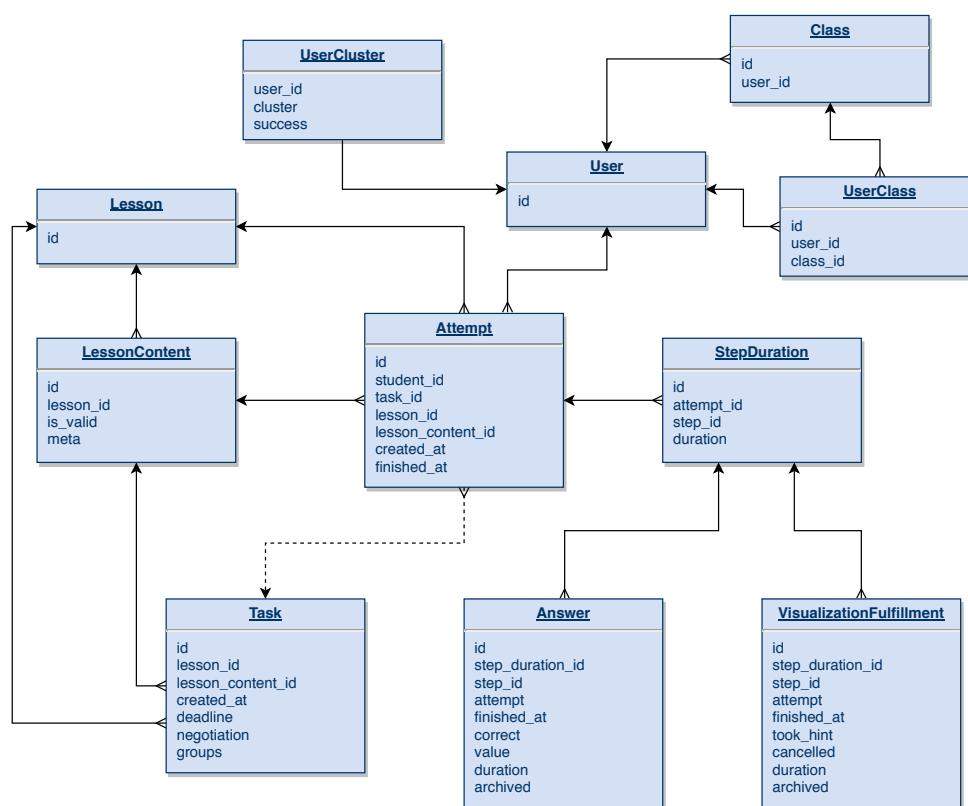 Class
id
user_id
UserCluster
user_id
cluster
success
User
id
UserClass
id
user_id
class_id
Lesson
id
Attempt
id
student_id
task_id
lesson_id
lesson_content_id
created_at
finished_at
LessonContent
id
lesson_id
is_valid
meta
StepDuration
id
attempt_id
step_id
duration
Task
id
lesson_id
lesson_content_id
created_at
deadline
negotiation
groups
Answer
id
step_duration_id
step_id
attempt
finished_at
correct
value
duration
archived
VisualizationFulfillment
id
step_duration_id
step_id
attempt
finished_at
took_hint
cancelled
duration
archived